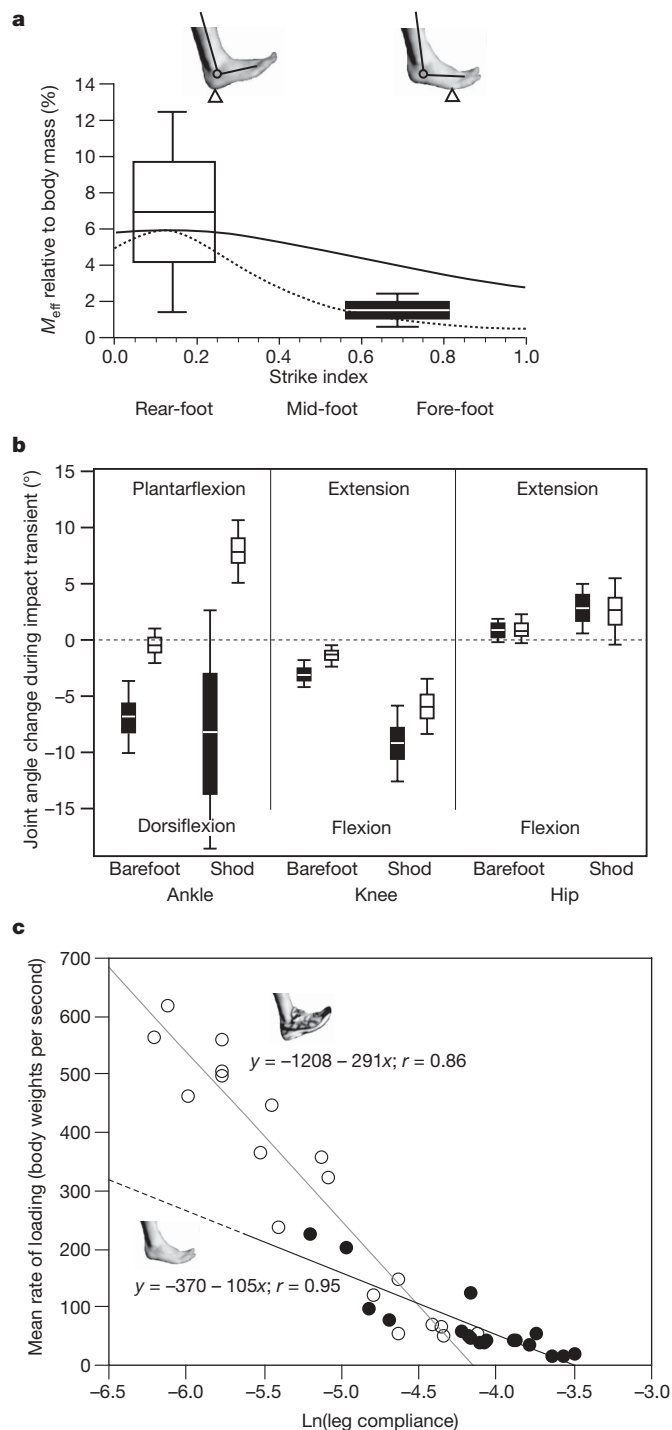 a
14
12
10
8
6
4
2
0
M_eff relative to body mass (%)
0.0 0.2 0.4 0.6 0.8 1.0
Strike index
Rear-foot Mid-foot Fore-foot
b
15
10
5
0
−5
−10
−15
Joint angle change during impact transient (°)
Plantarflexion Extension Extension
Dorsiflexion Flexion Flexion
Barefoot Shod Barefoot Shod Barefoot Shod
Ankle Knee Hip
c
700
600
500
400
300
200
100
0
Mean rate of loading (body weights per second)
y = −1208 − 291x; r = 0.86
y = −370 − 105x; r = 0.95
−6.5 −6.0 −5.5 −5.0 −4.5 −4.0 −3.5 −3.0
Ln(leg compliance)